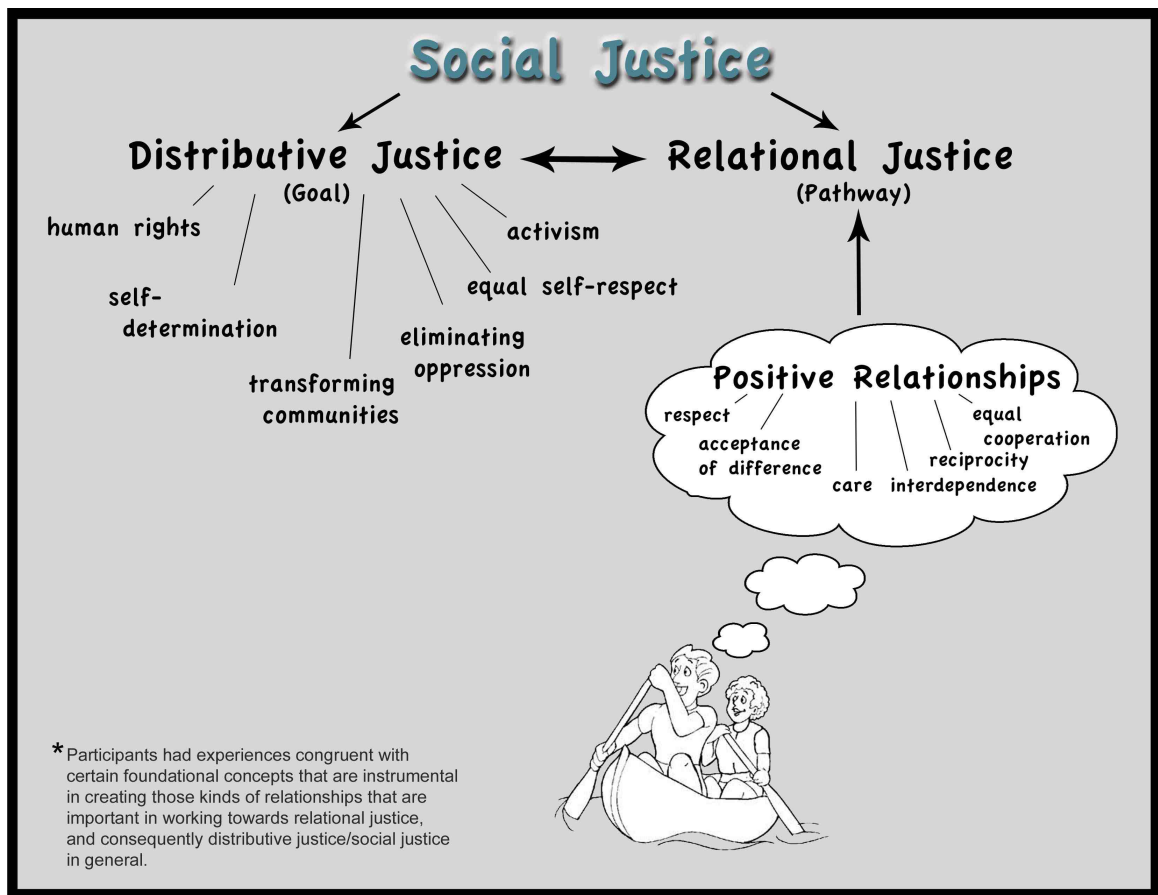 Social Justice
Distributive Justice
(Goal)
Relational Justice
(Pathway)
human rights
self-
determination
transforming
communities
eliminating
oppression
equal self-respect
activism
Positive Relationships
respect
acceptance
of difference
care
interdependence
reciprocity
equal
cooperation
*Participants had experiences congruent with
certain foundational concepts that are instrumental
in creating those kinds of relationships that are
important in working towards relational justice,
and consequently distributive justice/social justice
in general.